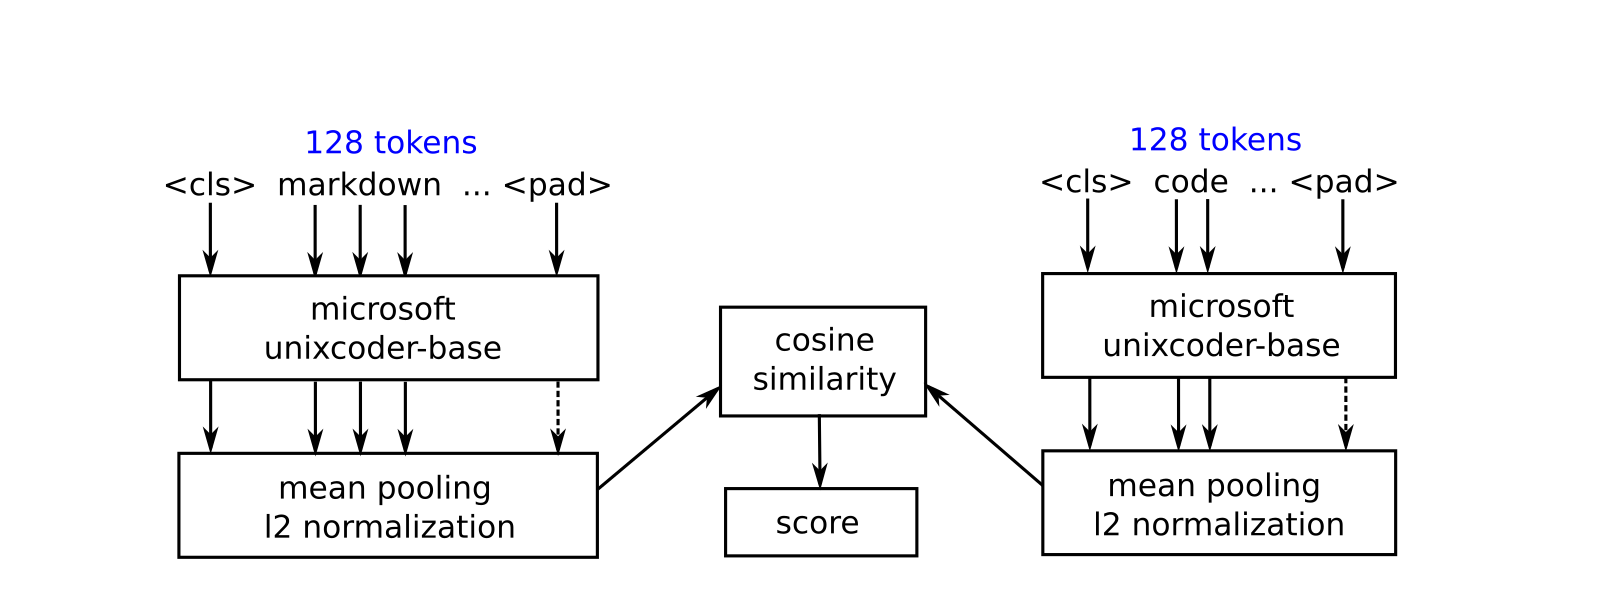 128 tokens
<cls> markdown ... <pad>
microsoft
unixcoder-base
mean pooling
l2 normalization
cosine
similarity
score
128 tokens
<cls> code ... <pad>
microsoft
unixcoder-base
mean pooling
l2 normalization